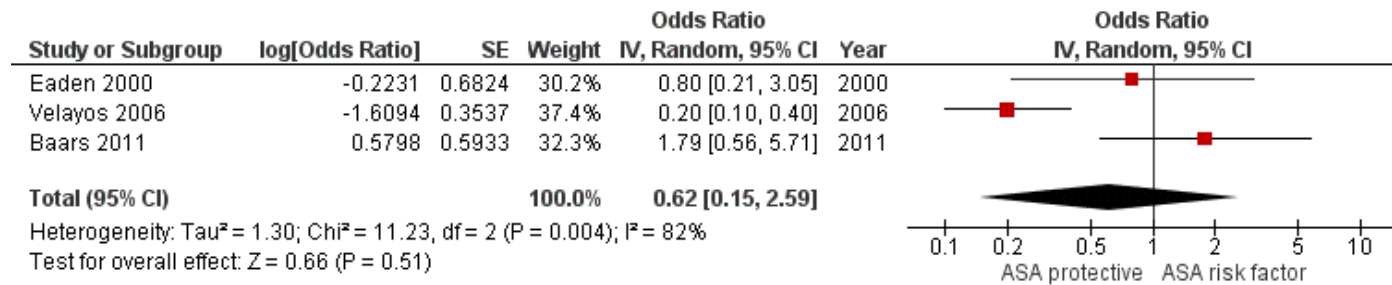 Odds Ratio Odds Ratio
Study or Subgroup log[Odds Ratio] SE Weight IV, Random, 95% CI Year IV, Random, 95% CI
Eaden 2000 -0.2231 0.6824 30.2% 0.80 [0.21, 3.05] 2000
Velayos 2006 -1.6094 0.3537 37.4% 0.20 [0.10, 0.40] 2006
Baars 2011 0.5798 0.5933 32.3% 1.79 [0.56, 5.71] 2011
Total (95% CI) 100.0% 0.62 [0.15, 2.59]
Heterogeneity: Tau² = 1.30; Chi² = 11.23, df = 2 (P = 0.004); I² = 82%
Test for overall effect: Z = 0.66 (P = 0.51)
0.1 0.2 0.5 1 2 5 10
ASA protective ASA risk factor